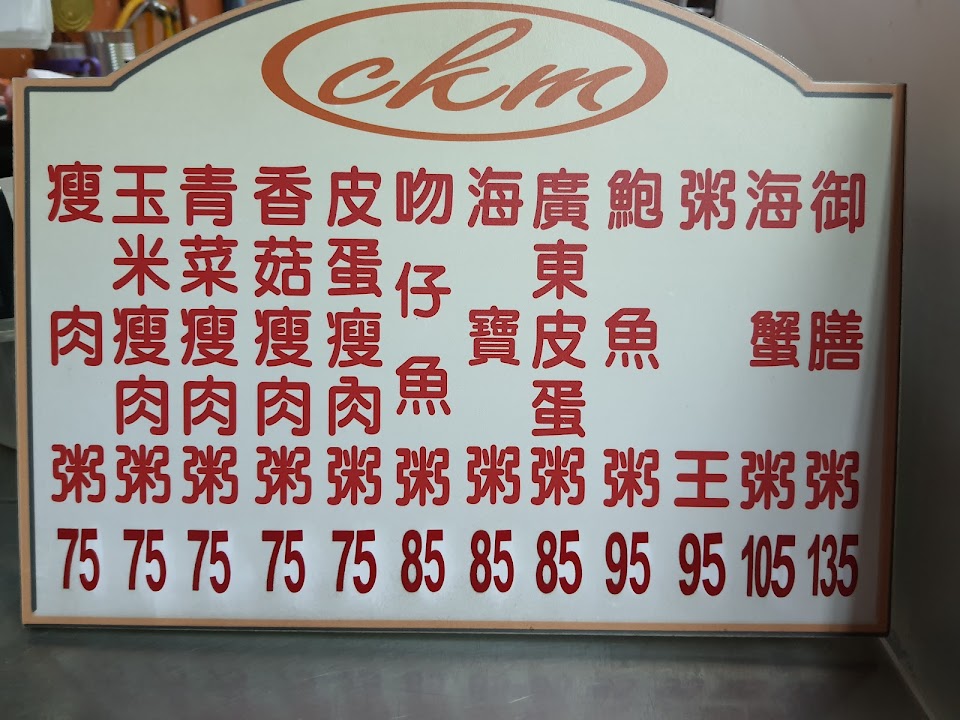 ckm
御膳粥 135
海蟹粥 105
粥王 95
鮑魚粥 95
廣東皮蛋粥 85
海寶粥 85
吻仔魚粥 85
皮蛋瘦肉粥 75
香菇瘦肉粥 75
青菜瘦肉粥 75
玉米瘦肉粥 75
瘦肉粥 75